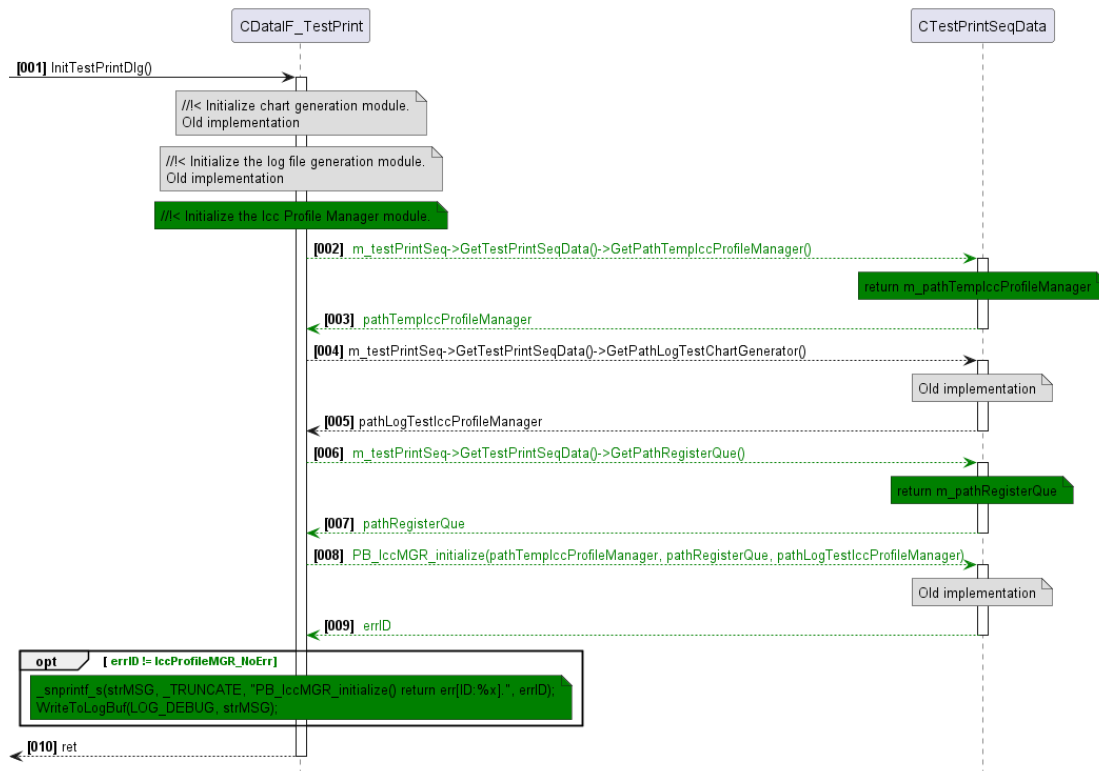 CDataIF_TestPrint
CTestPrintSeqData
[001] InitTestPrintDlg()
//!< Initialize chart generation module.
Old implementation
//!< Initialize the log file generation module.
Old implementation
//!< Initialize the Icc Profile Manager module.
[002] m_testPrintSeq->GetTestPrintSeqData()->GetPathTempIccProfileManager()
return m_pathTempIccProfileManager
[003] pathTempIccProfileManager
[004] m_testPrintSeq->GetTestPrintSeqData()->GetPathLogTestChartGenerator()
Old implementation
[005] pathLogTestIccProfileManager
[006] m_testPrintSeq->GetTestPrintSeqData()->GetPathRegisterQue()
return m_pathRegisterQue
[007] pathRegisterQue
[008] PB_IccMGR_initialize(pathTempIccProfileManager, pathRegisterQue, pathLogTestIccProfileManager)
Old implementation
[009] errID
opt [ errID != IccProfileMGR_NoErr]
_snprintf_s(strMSG, _TRUNCATE, "PB_IccMGR_initialize() return err[ID:%x].", errID);
WriteToLogBuf(LOG_DEBUG, strMSG);
[010] ret